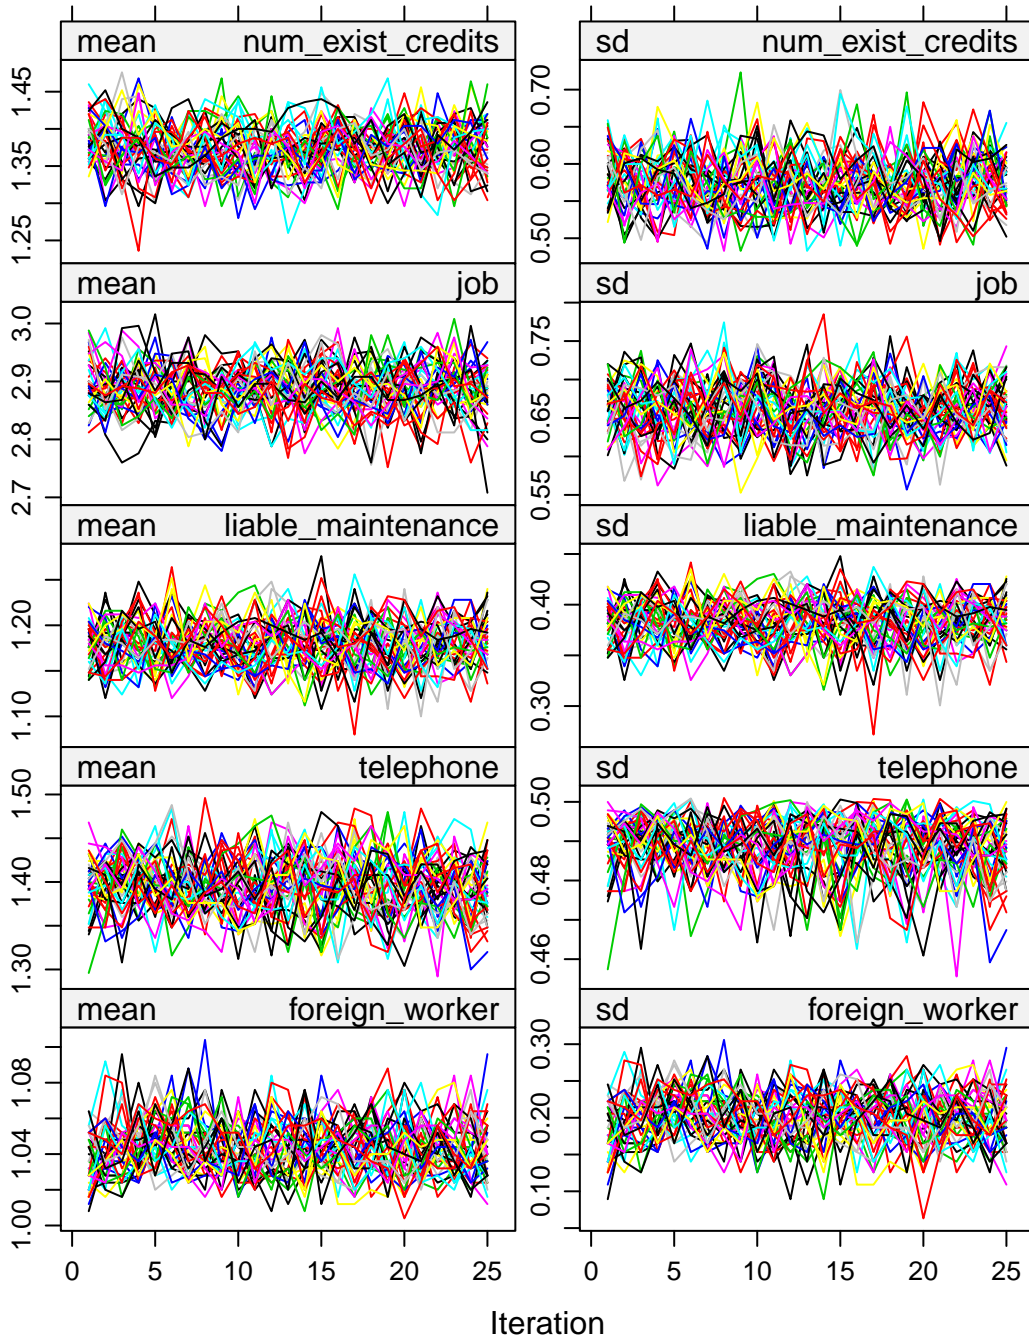 mean num_exist_credits sd num_exist_credits
1.25 1.35 1.45
0.50 0.60 0.70
mean job sd job
2.7 2.8 2.9 3.0
0.55 0.65 0.75
mean liable_maintenance sd liable_maintenance
1.10 1.20
0.30 0.40
mean telephone sd telephone
1.30 1.40 1.50
0.46 0.48 0.50
mean foreign_worker sd foreign_worker
1.00 1.04 1.08
0.10 0.20 0.30
0 5 10 15 20 25 0 5 10 15 20 25
Iteration